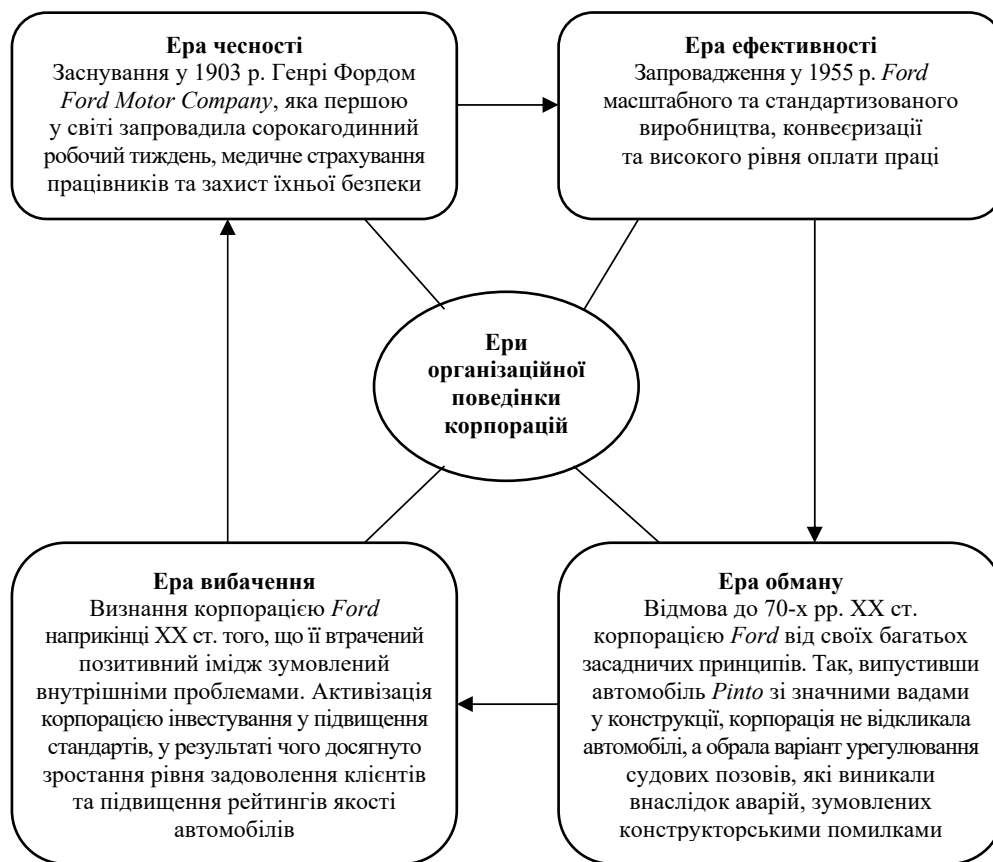 Ера чесності
Заснування у 1903 р. Генрі Фордом
Ford Motor Company, яка першою
у світі запровадила сорокагодинний
робочий тиждень, медичне страхування
працівників та захист їхньої безпеки
Ера ефективності
Запровадження у 1955 р. Ford
масштабного та стандартизованого
виробництва, конвеєризації
та високого рівня оплати праці
Ери
організаційної
поведінки
корпорацій
Ера вибачення
Визнання корпорацією Ford
наприкінці ХХ ст. того, що її втрачений
позитивний імідж зумовлений
внутрішніми проблемами. Активізація
корпорацією інвестування у підвищення
стандартів, у результаті чого досягнуто
зростання рівня задоволення клієнтів
та підвищення рейтингів якості
автомобілів
Ера обману
Відмова до 70-х рр. ХХ ст.
корпорацією Ford від своїх багатьох
засадничих принципів. Так, випустивши
автомобіль Pinto зі значними вадами
у конструкції, корпорація не відкликала
автомобілі, а обрала варіант урегулювання
судових позовів, які виникали
внаслідок аварій, зумовлених
конструкторськими помилками